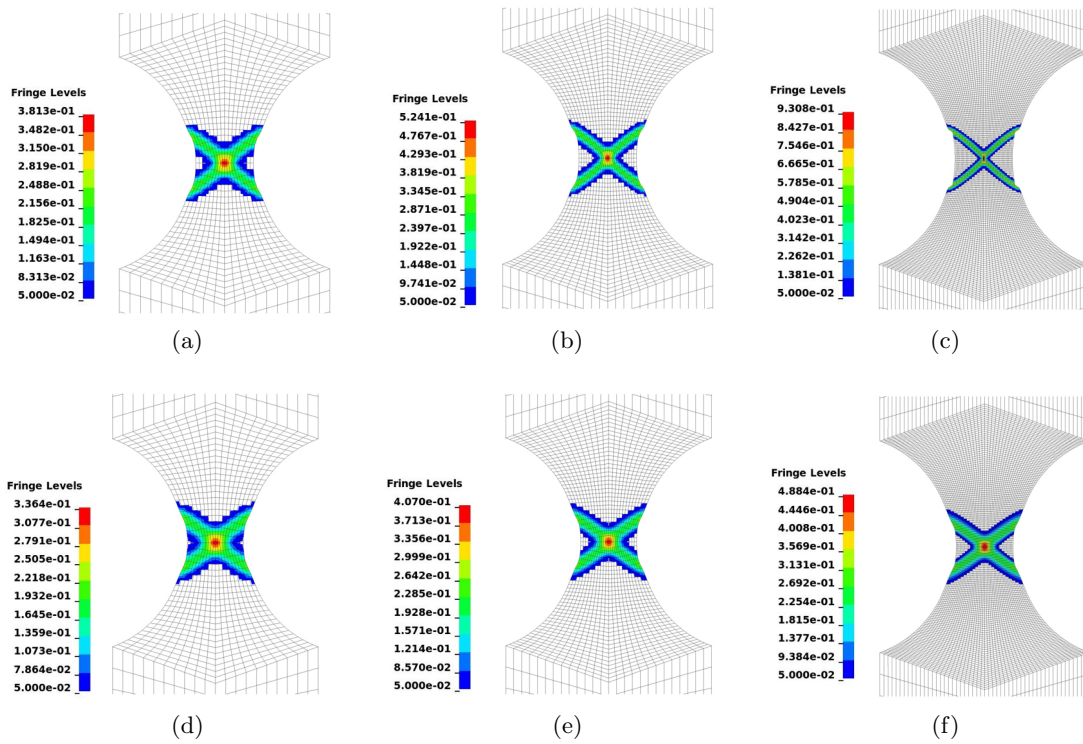 Fringe Levels
3.813e-01
3.482e-01
3.150e-01
2.819e-01
2.488e-01
2.156e-01
1.825e-01
1.494e-01
1.163e-01
8.313e-02
5.000e-02
(a)
Fringe Levels
5.241e-01
4.767e-01
4.293e-01
3.819e-01
3.345e-01
2.871e-01
2.397e-01
1.922e-01
1.448e-01
9.741e-02
5.000e-02
(b)
Fringe Levels
9.308e-01
8.427e-01
7.546e-01
6.665e-01
5.785e-01
4.904e-01
4.023e-01
3.142e-01
2.262e-01
1.381e-01
5.000e-02
(c)
Fringe Levels
3.364e-01
3.077e-01
2.791e-01
2.505e-01
2.218e-01
1.932e-01
1.645e-01
1.359e-01
1.073e-01
7.864e-02
5.000e-02
(d)
Fringe Levels
4.070e-01
3.713e-01
3.356e-01
2.999e-01
2.642e-01
2.285e-01
1.928e-01
1.571e-01
1.214e-01
8.570e-02
5.000e-02
(e)
Fringe Levels
4.884e-01
4.446e-01
4.008e-01
3.569e-01
3.131e-01
2.692e-01
2.254e-01
1.815e-01
1.377e-01
9.384e-02
5.000e-02
(f)